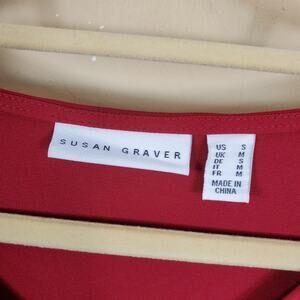 SUSAN GRAVER
US S
UK M
DE S
IT M
FR M
MADE IN
CHINA